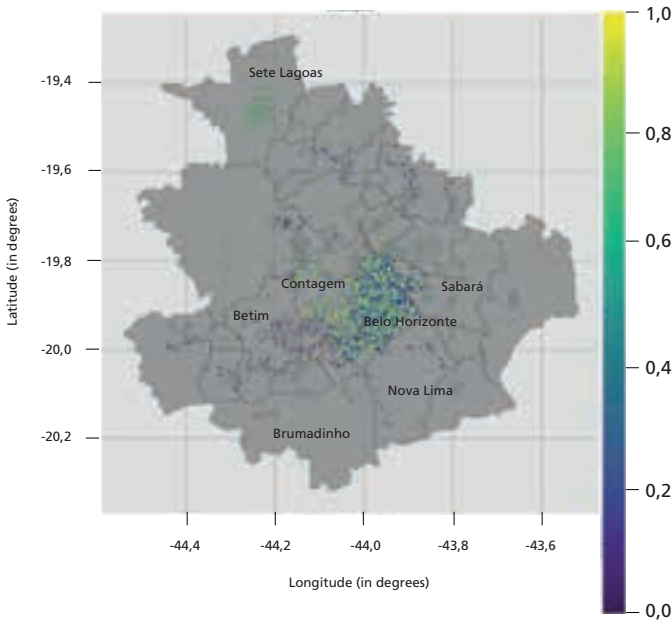 1,0
Sete Lagoas
-19,4
0,8
-19,6
Latitude (in degrees)
0,6
-19,8
Contagem
Sabará
Betim
Belo Horizonte
-20,0
0,4
Nova Lima
Brumadinho
-20,2
0,2
-44,4 -44,2 -44,0 -43,8 -43,6
Longitude (in degrees)
0,0